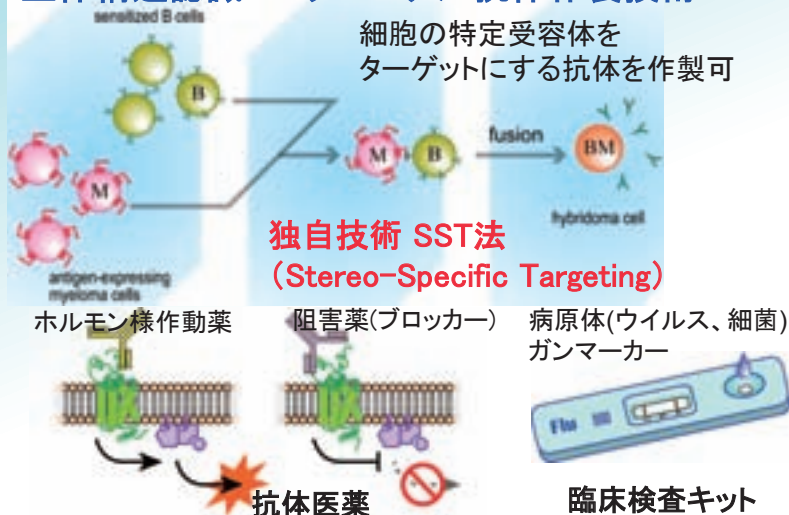 sensitized B cells
細胞の特定受容体を
ターゲットにする抗体を作製可
B
M
M
B
fusion
BM
hybridoma cell
独自技術 SST法
（Stereo-Specific Targeting）
antigen-expressing
myeloma cells
ホルモン様作動薬
阻害薬(ブロッカー)
病原体(ウイルス、細菌)
ガンマーカー
Flu
抗体医薬
臨床検査キット